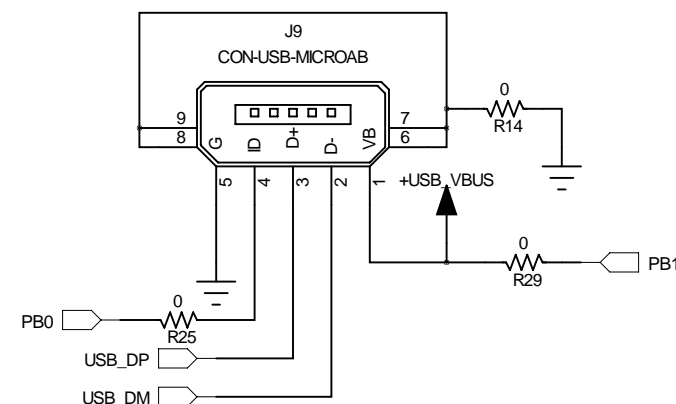 J9
CON-USB-MICROAB
9
8
7
6
G
ID
D+
D-
VB
5
4
3
2
1
0
R14
+USB_VBUS
0
R29
PB1
PB0
0
R25
USB_DP
USB_DM